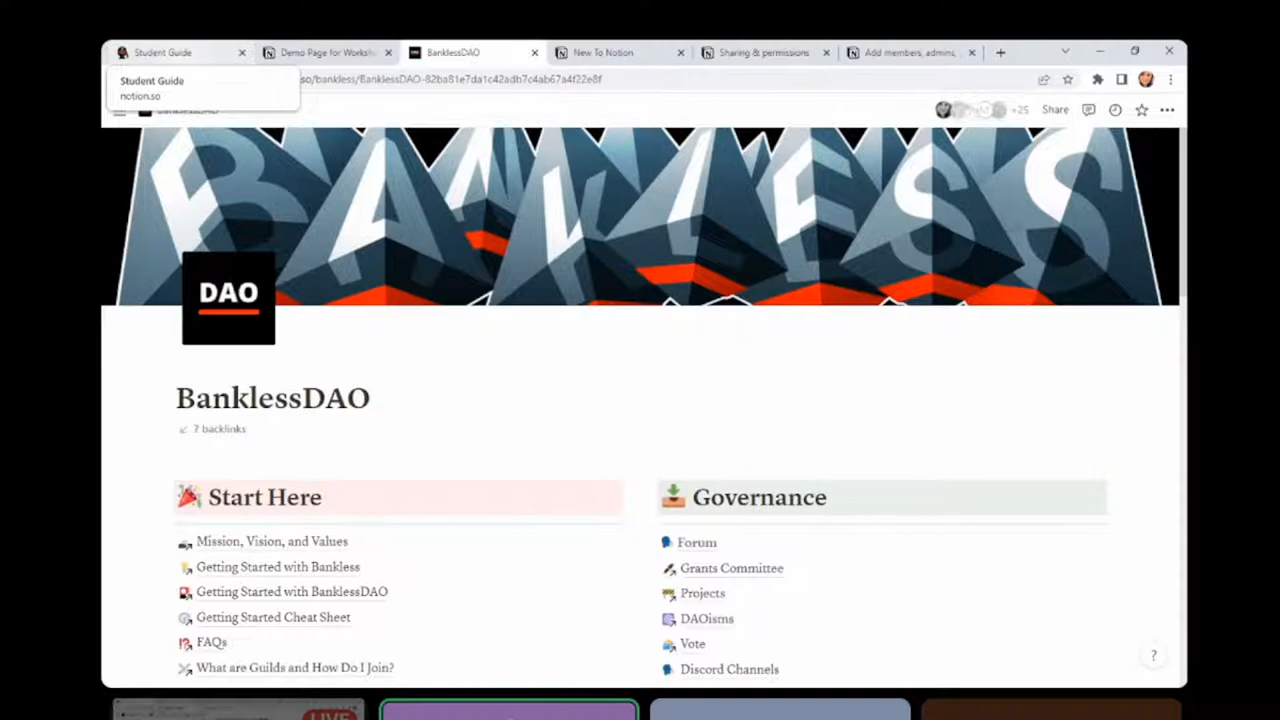 Student Guide
Demo Page for Worksh
BanklessDAO
New To Notion
Sharing & permissions
Add members, admins,
Student Guide
notion.so
so/bankless/BanklessDAO-82ba81e7da1c42adb7c4ab67a4f22e8f
BanklessDAO
+25
Share
BANKLESS
DAO
BanklessDAO
7 backlinks
Start Here
Mission, Vision, and Values
Getting Started with Bankless
Getting Started with BanklessDAO
Getting Started Cheat Sheet
FAQs
What are Guilds and How Do I Join?
Governance
Forum
Grants Committee
Projects
DAOisms
Vote
Discord Channels
?
LIVE